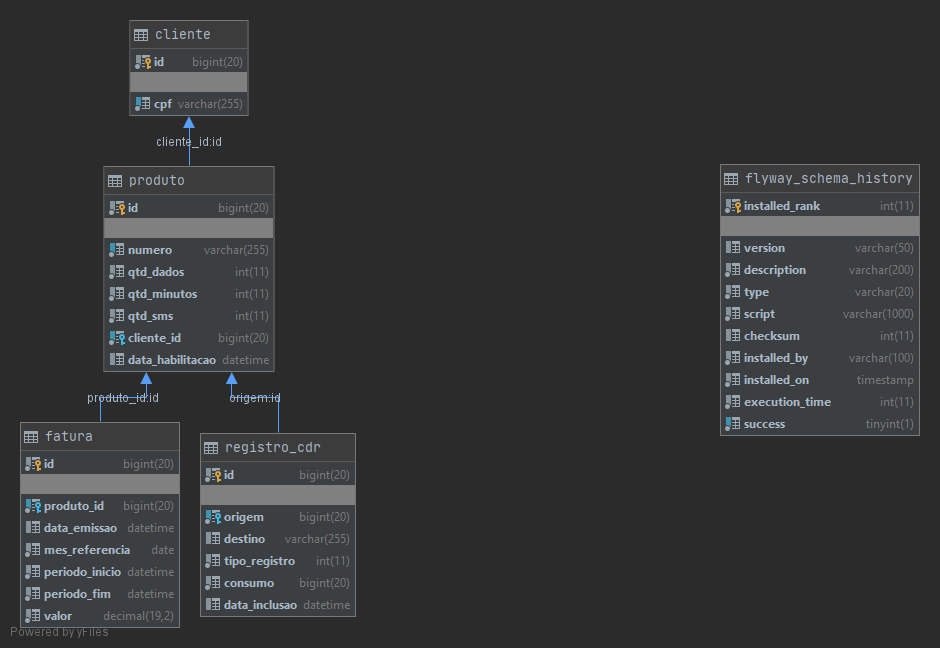 cliente
id bigint(20)
cpf varchar(255)
cliente_id:id
produto
id bigint(20)
numero varchar(255)
qtd_dados int(11)
qtd_minutos int(11)
qtd_sms int(11)
cliente_id bigint(20)
data_habilitacao datetime
produto_id:id
origem:id
fatura
id bigint(20)
produto_id bigint(20)
data_emissao datetime
mes_referencia date
periodo_inicio datetime
periodo_fim datetime
valor decimal(19,2)
registro_cdr
id bigint(20)
origem bigint(20)
destino varchar(255)
tipo_registro int(11)
consumo bigint(20)
data_inclusao datetime
flyway_schema_history
installed_rank int(11)
version varchar(50)
description varchar(200)
type varchar(20)
script varchar(1000)
checksum int(11)
installed_by varchar(100)
installed_on timestamp
execution_time int(11)
success tinyint(1)
Powered by yFiles